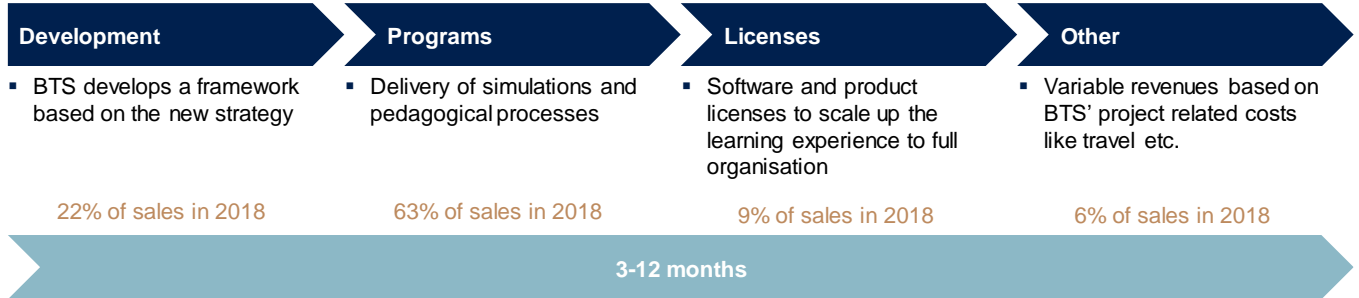 Development
Programs
Licenses
Other
▪ BTS develops a framework
based on the new strategy
▪ Delivery of simulations and
pedagogical processes
▪ Software and product
licenses to scale up the
learning experience to full
organisation
▪ Variable revenues based on
BTS' project related costs
like travel etc.
22% of sales in 2018
63% of sales in 2018
9% of sales in 2018
6% of sales in 2018
3-12 months